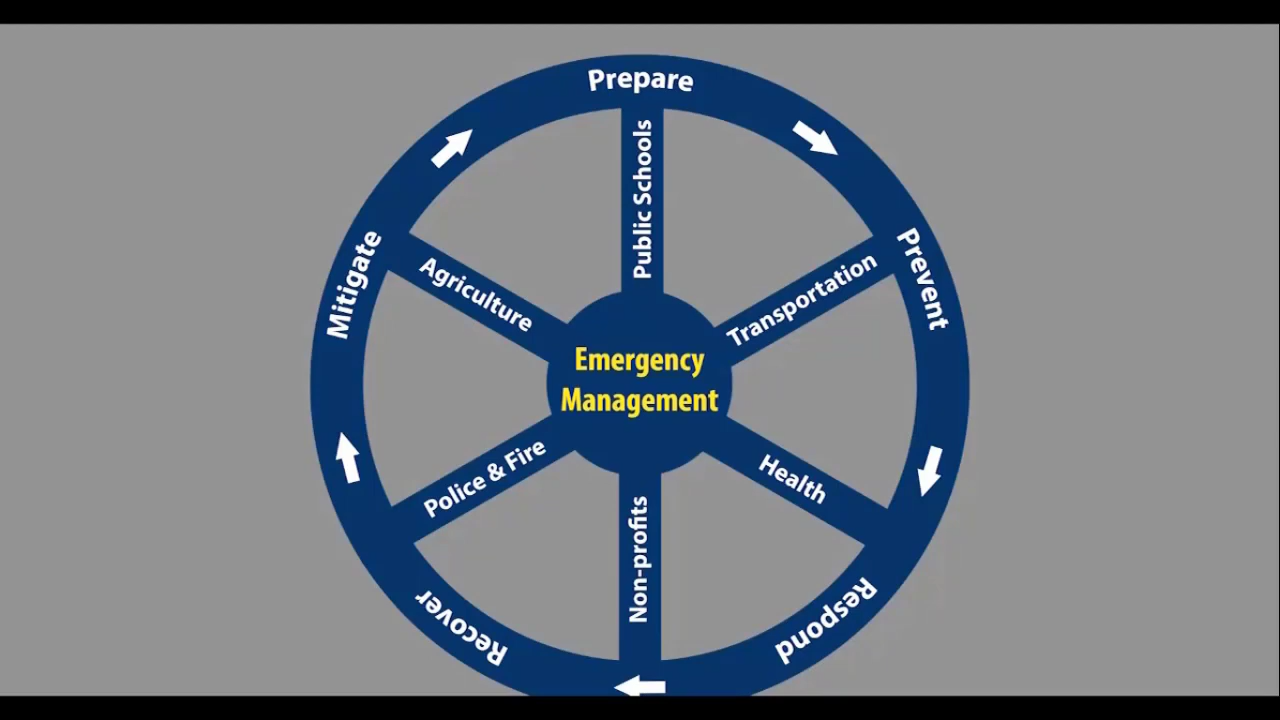 Prepare
Prevent
Respond
Recover
Mitigate
Public Schools
Transportation
Health
Non-profits
Police & Fire
Agriculture
Emergency
Management